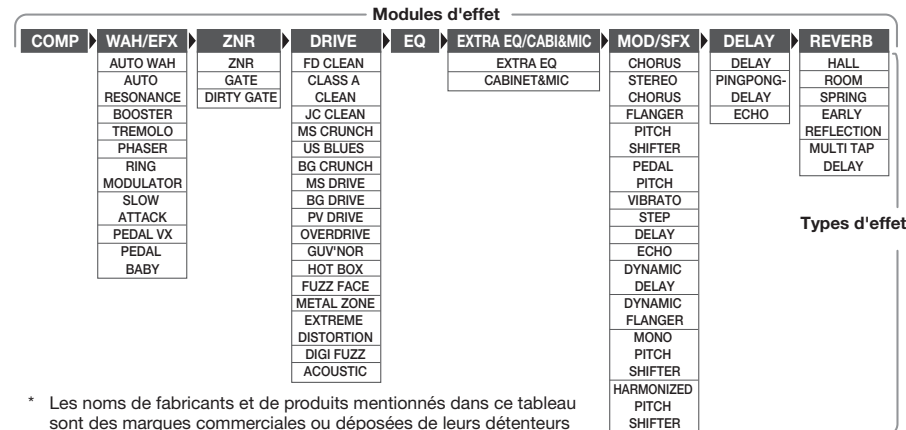 Modules d'effet
COMP
WAH/EFX
ZNR
DRIVE
EQ
EXTRA EQ/CABI&MIC
MOD/SFX
DELAY
REVERB
AUTO WAH
AUTO
RESONANCE
BOOSTER
TREMOLO
PHASER
RING
MODULATOR
SLOW
ATTACK
PEDAL VX
PEDAL
BABY
ZNR
GATE
DIRTY GATE
FD CLEAN
CLASS A
CLEAN
JC CLEAN
MS CRUNCH
US BLUES
BG CRUNCH
MS DRIVE
BG DRIVE
PV DRIVE
OVERDRIVE
GUV'NOR
HOT BOX
FUZZ FACE
METAL ZONE
EXTREME
DISTORTION
DIGI FUZZ
ACOUSTIC
EXTRA EQ
CABINET&MIC
CHORUS
STEREO
CHORUS
FLANGER
PITCH
SHIFTER
PEDAL
PITCH
VIBRATO
STEP
DELAY
ECHO
DYNAMIC
DELAY
DYNAMIC
FLANGER
MONO
PITCH
SHIFTER
HARMONIZED
PITCH
SHIFTER
DELAY
PINGPONG-
DELAY
ECHO
HALL
ROOM
SPRING
EARLY
REFLECTION
MULTI TAP
DELAY
Types d'effet
* Les noms de fabricants et de produits mentionnés dans ce tableau
sont des marques commerciales ou déposées de leurs détenteurs